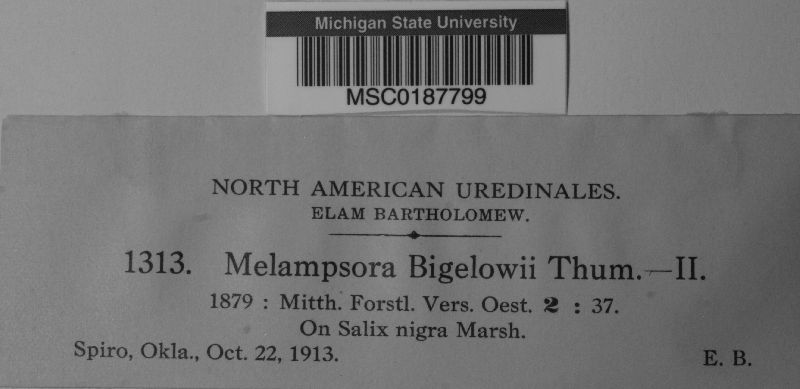 Michigan State University
MSC0187799
NORTH AMERICAN UREDINALES.
ELAM BARTHOLOMEW.
1313. Melampsora Bigelowii Thum.—II.
1879 : Mitth. Forstl. Vers. Oest. 2 : 37.
On Salix nigra Marsh.
Spiro, Okla., Oct. 22, 1913. E. B.